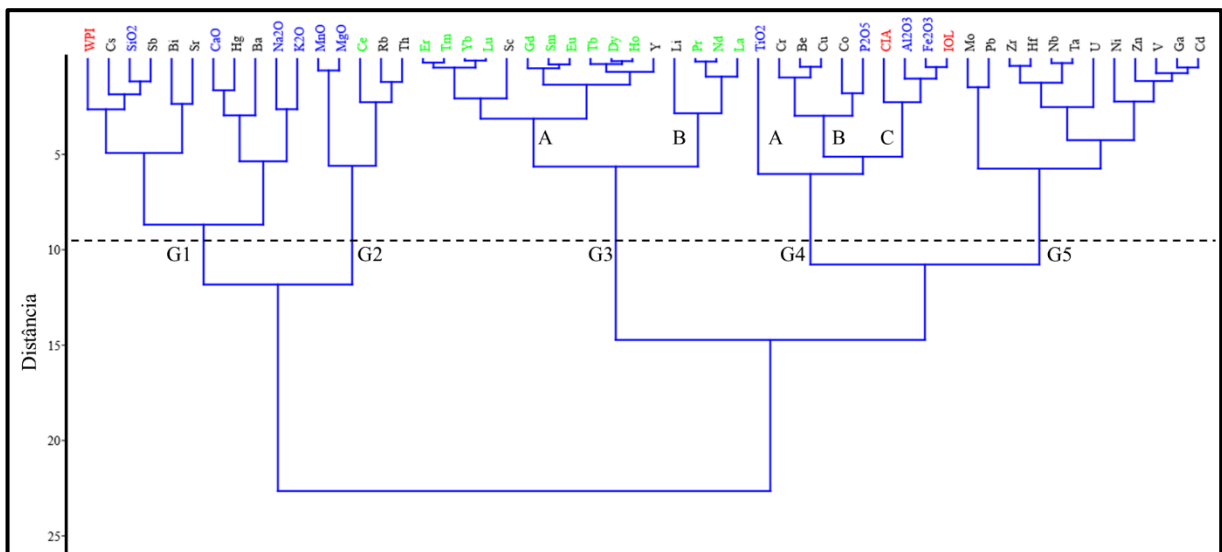 WPI Cs SiO2 Sb Bi Sr CaO Hg Ba Na2O K2O MnO MgO Ce Rb Th Er Tm Yb Lu Sc Gd Sm Eu Tb Dy Ho Y Li Pr Nd La TiO2 Cr Be Cu Co P2O5 CIA Al2O3 Fe2O3 IOL Mo Pb Zr Hf Nb Ta U Ni Zn V Ga Cd
A B A B C
5
10
G1 G2 G3 G4 G5
15
20
25
Distância